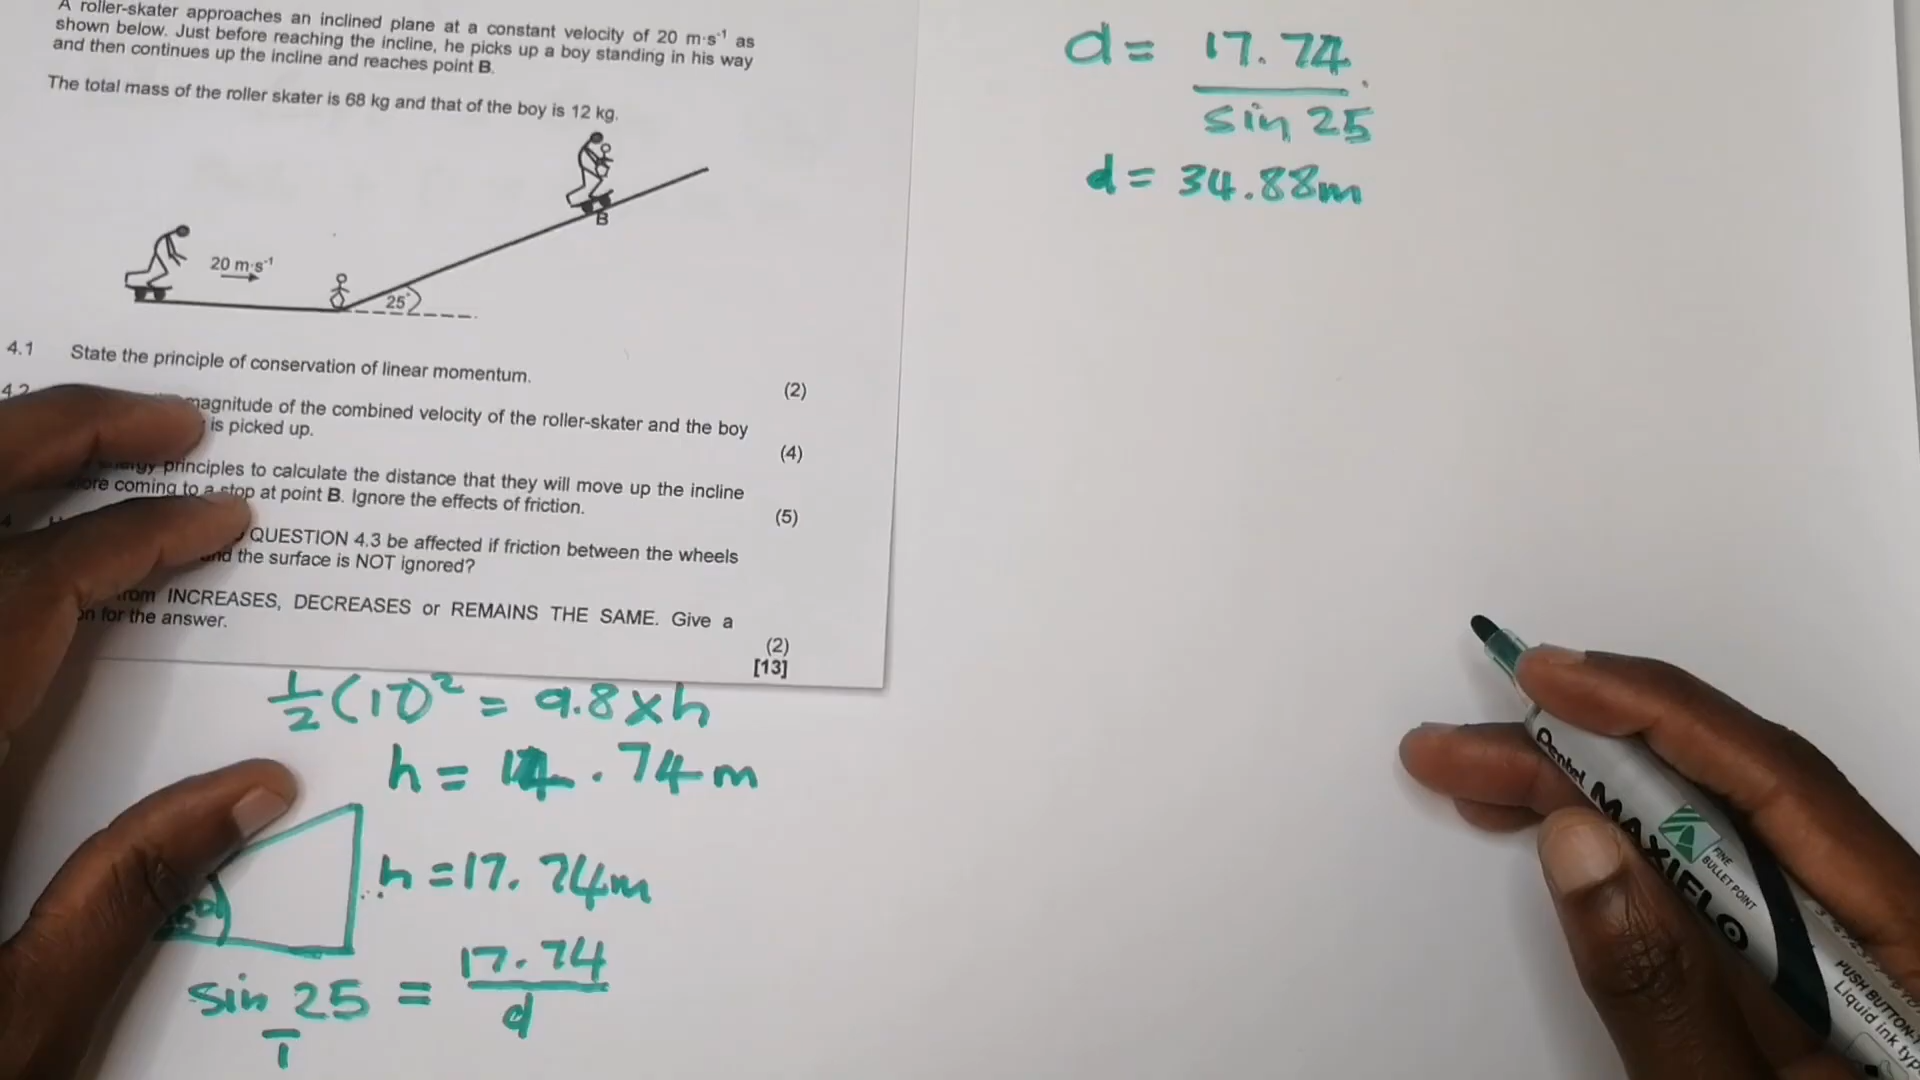 A roller-skater approaches an inclined plane at a constant velocity of 20 m·s⁻¹ as
shown below. Just before reaching the incline, he picks up a boy standing in his way
and then continues up the incline and reaches point B.
The total mass of the roller skater is 68 kg and that of the boy is 12 kg.
B
20 m·s⁻¹
25°
4.1 State the principle of conservation of linear momentum. (2)
4.2 magnitude of the combined velocity of the roller-skater and the boy
is picked up. (4)
principles to calculate the distance that they will move up the incline
coming to a stop at point B. Ignore the effects of friction. (5)
QUESTION 4.3 be affected if friction between the wheels
the surface is NOT ignored?
INCREASES, DECREASES or REMAINS THE SAME. Give a
for the answer. (2)
[13]
½(17)² = 9.8×h
h = 17.74m
h = 17.74m
sin 25 = 17.74/d
1
d = 17.74/sin 25
d = 34.88m
Pentel MAXIFLO
FINE
BULLET POINT
PUSH BUTTON
Liquid ink